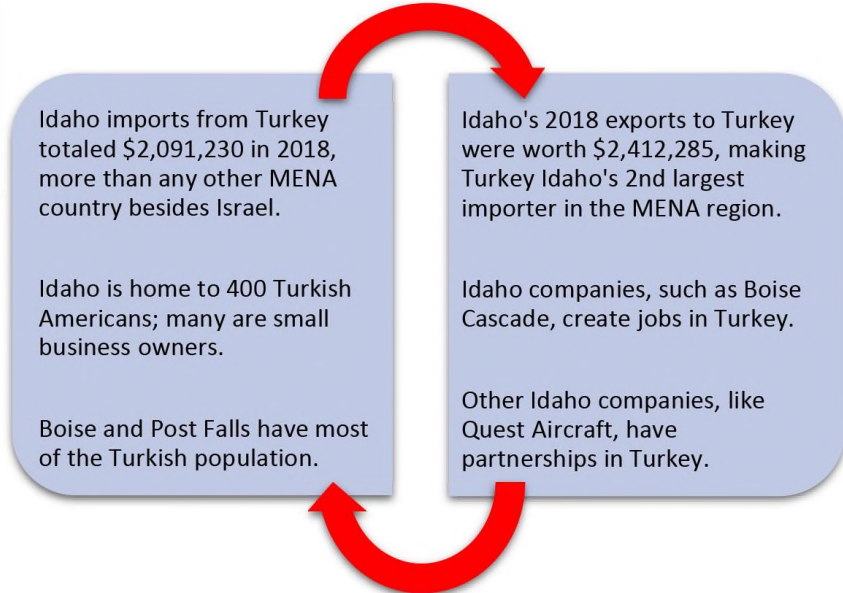 Idaho imports from Turkey
totaled $2,091,230 in 2018,
more than any other MENA
country besides Israel.
Idaho is home to 400 Turkish
Americans; many are small
business owners.
Boise and Post Falls have most
of the Turkish population.
Idaho's 2018 exports to Turkey
were worth $2,412,285, making
Turkey Idaho's 2nd largest
importer in the MENA region.
Idaho companies, such as Boise
Cascade, create jobs in Turkey.
Other Idaho companies, like
Quest Aircraft, have
partnerships in Turkey.